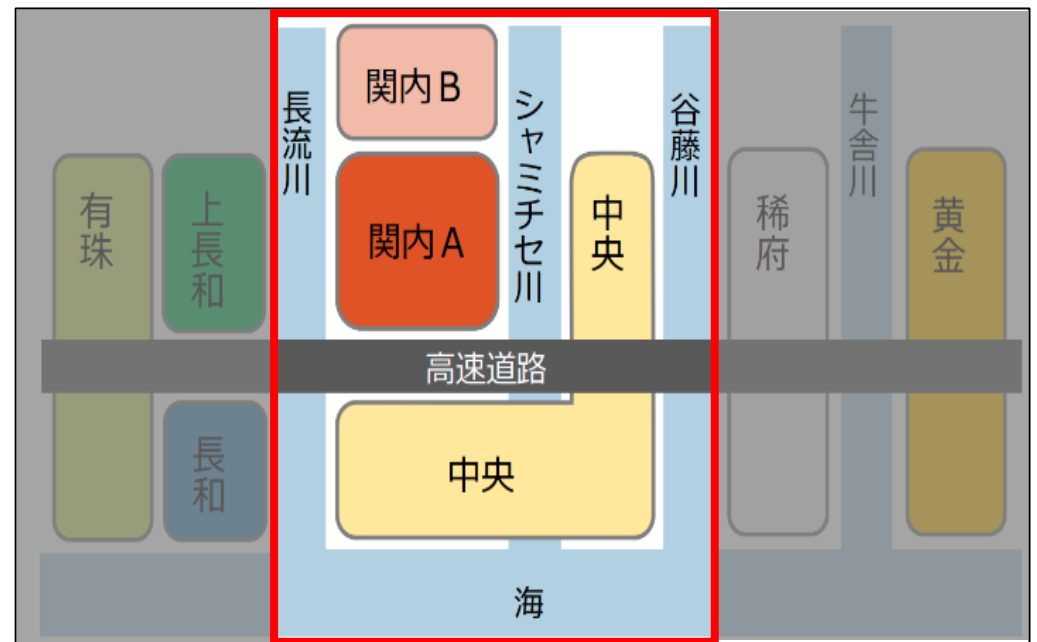 有珠
上長和
長和
長流川
関内B
関内A
シャミチセ川
中央
谷藤川
稀府
牛舎川
黄金
高速道路
中央
海